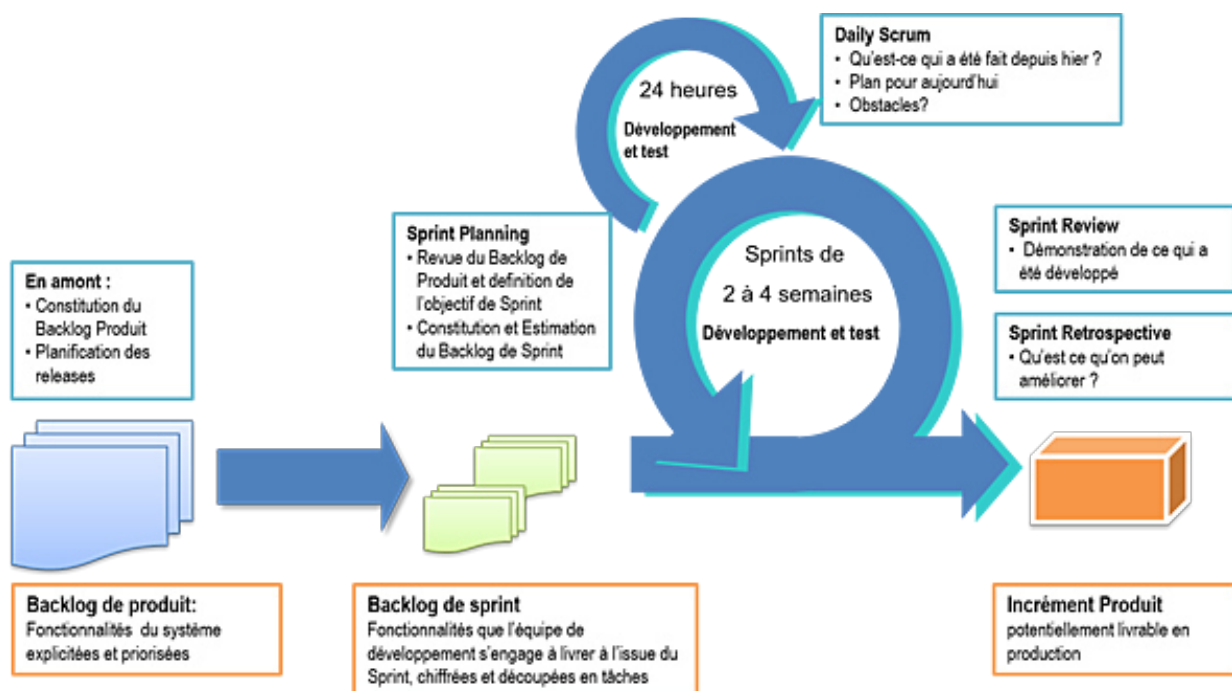 Daily Scrum
• Qu'est-ce qui a été fait depuis hier ?
• Plan pour aujourd'hui
• Obstacles?
24 heures
Développement
et test
Sprint Planning
• Revue du Backlog de
Produit et definition de
l'objectif de Sprint
• Constitution et Estimation
du Backlog de Sprint
Sprints de
2 à 4 semaines
Développement et test
Sprint Review
• Démonstration de ce qui a
été développé
En amont :
• Constitution du
Backlog Produit
• Planification des
releases
Sprint Retrospective
• Qu'est ce qu'on peut
améliorer ?
Backlog de produit:
Fonctionnalités du système
explicitées et priorisées
Backlog de sprint
Fonctionnalités que l'équipe de
développement s'engage à livrer à l'issue du
Sprint, chiffrées et découpées en tâches
Incrément Produit
potentiellement livrable en
production